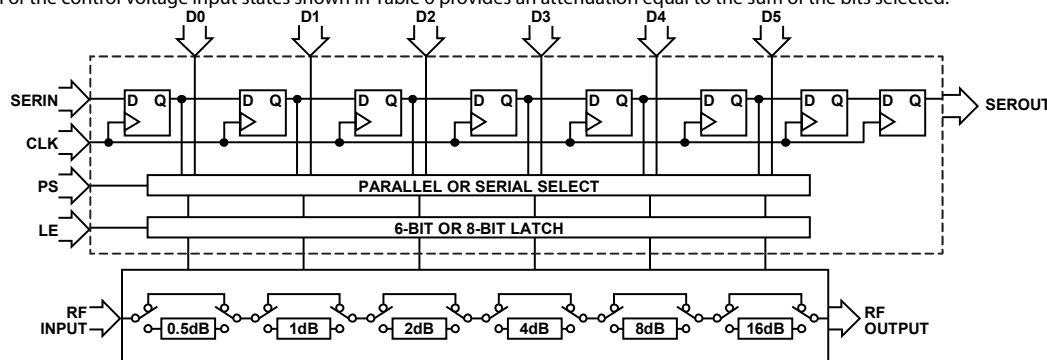 of the control voltage input states shown in Table 6 provides an attenuation equal to the sum of the bits selected.
D0 D1 D2 D3 D4 D5
SERIN
D Q D Q D Q D Q D Q D Q D Q D Q
SEROUT
CLK
PS
PARALLEL OR SERIAL SELECT
LE
6-BIT OR 8-BIT LATCH
RF
INPUT
0.5dB 1dB 2dB 4dB 8dB 16dB
RF
OUTPUT